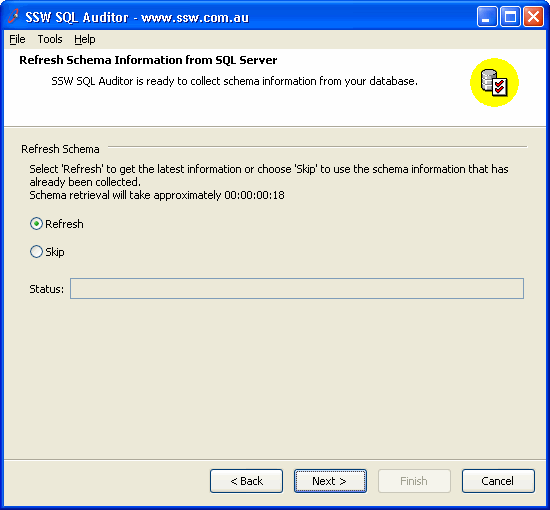 SSW SQL Auditor - www.ssw.com.au
File Tools Help
Refresh Schema Information from SQL Server
SSW SQL Auditor is ready to collect schema information from your database.
Refresh Schema
Select 'Refresh' to get the latest information or choose 'Skip' to use the schema information that has
already been collected.
Schema retrieval will take approximately 00:00:00:18
Refresh
Skip
Status:
< Back Next > Finish Cancel